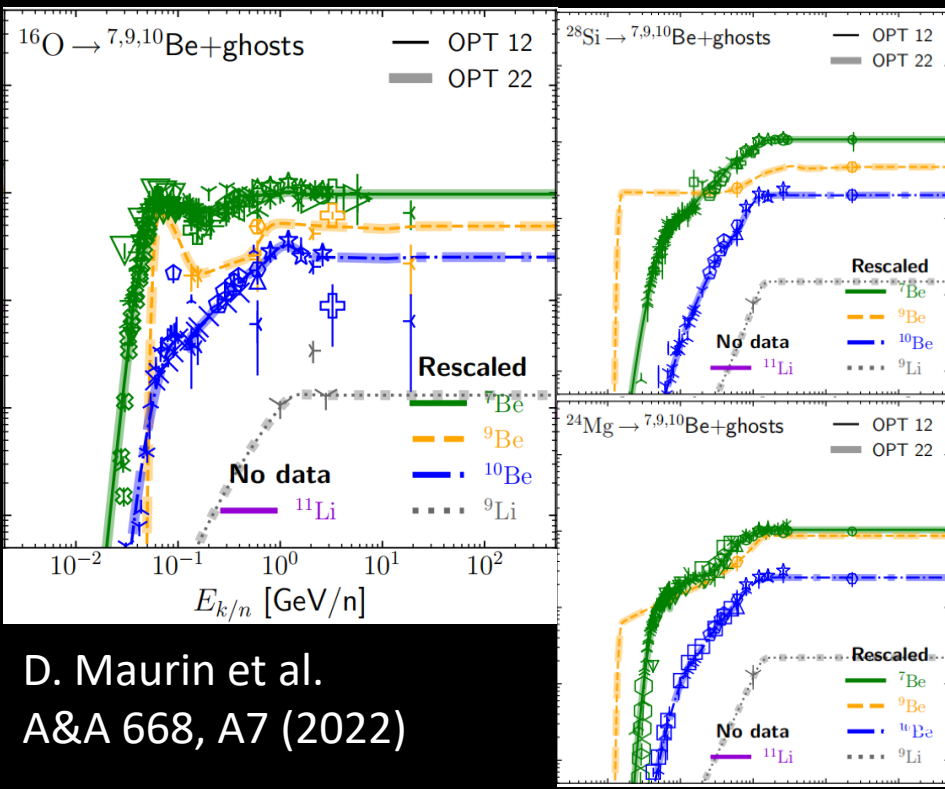 ¹⁶O → ⁷,⁹,¹⁰Be+ghosts
OPT 12
OPT 22
Rescaled
⁷Be
⁹Be
¹⁰Be
⁹Li
No data
¹¹Li
10⁻² 10⁻¹ 10⁰ 10¹ 10²
Eₖ/ₙ [GeV/n]
²⁸Si → ⁷,⁹,¹⁰Be+ghosts
OPT 12
OPT 22
Rescaled
⁷Be
⁹Be
¹⁰Be
⁹Li
No data
¹¹Li
²⁴Mg → ⁷,⁹,¹⁰Be+ghosts
OPT 12
OPT 22
Rescaled
⁷Be
⁹Be
¹⁰Be
⁹Li
No data
¹¹Li
D. Maurin et al.
A&A 668, A7 (2022)